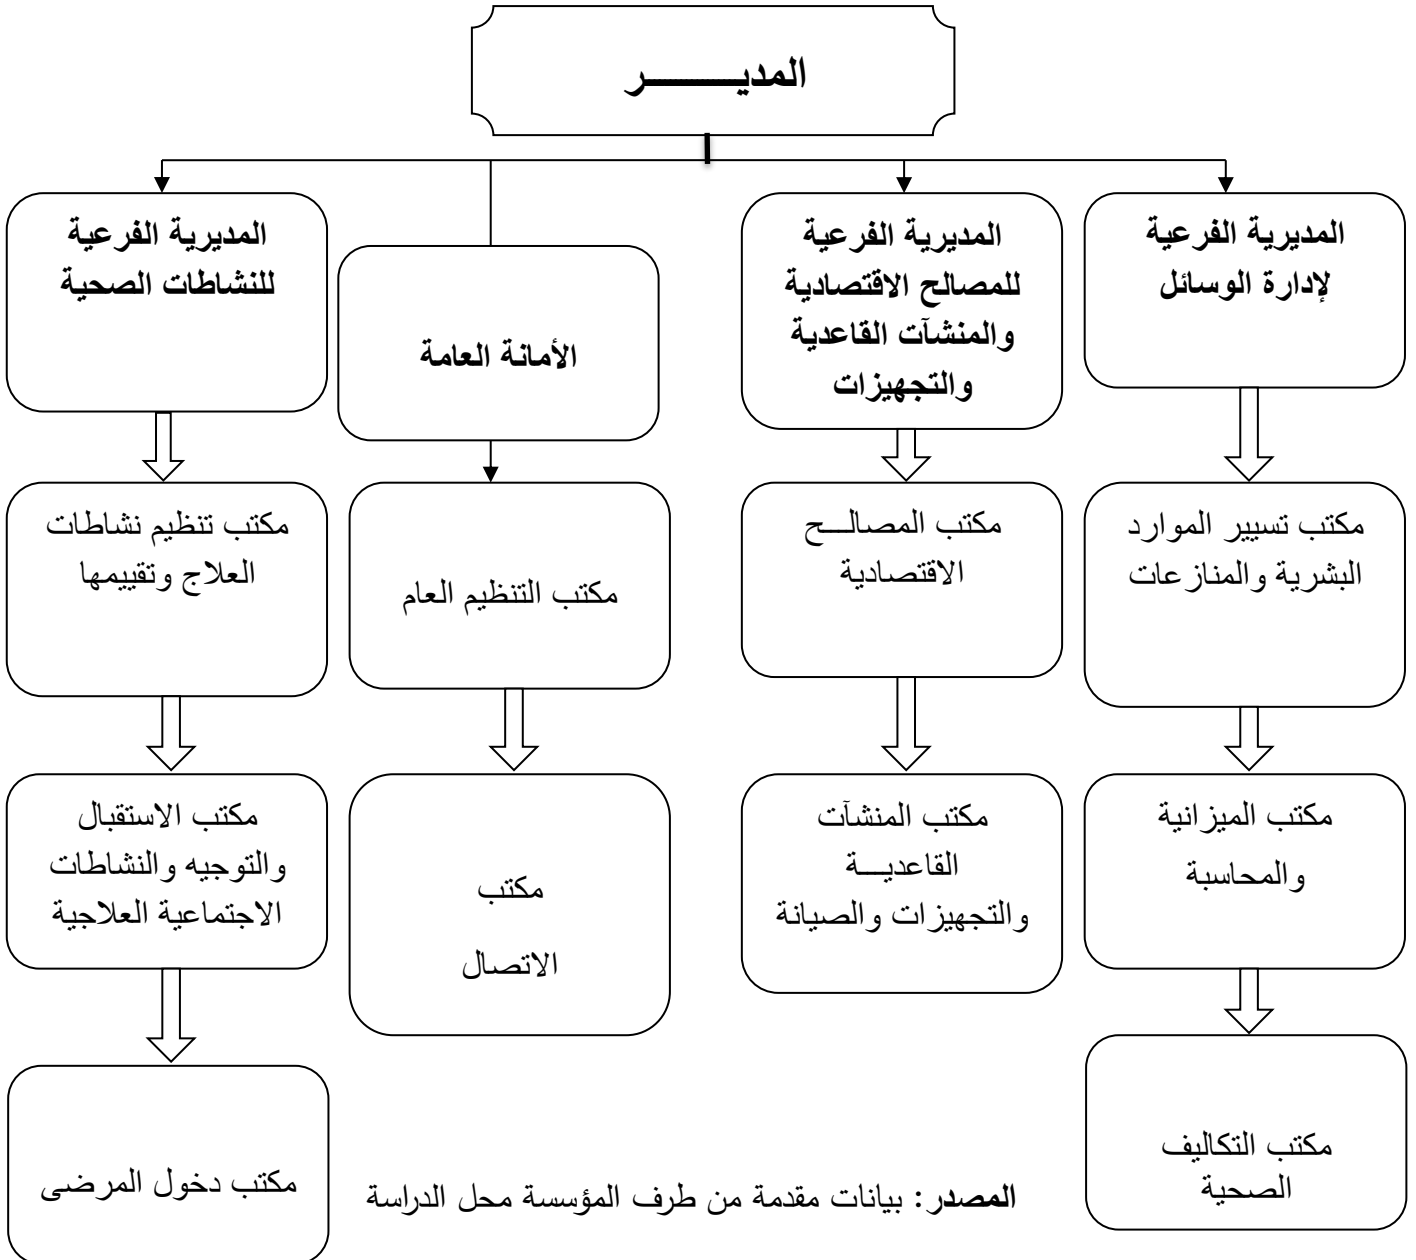 المديـــــــــر
المديرية الفرعية
لإدارة الوسائل
المديرية الفرعية
للمصالح الاقتصادية
والمنشآت القاعدية
والتجهيزات
الأمانة العامة
المديرية الفرعية
للنشاطات الصحية
مكتب تسيير الموارد
البشرية والمنازعات
مكتب المصالـــح
الاقتصادية
مكتب التنظيم العام
مكتب تنظيم نشاطات
العلاج وتقييمها
مكتب الميزانية
والمحاسبة
مكتب المنشآت
القاعديـــة
والتجهيزات والصيانة
مكتب
الاتصال
مكتب الاستقبال
والتوجيه والنشاطات
الاجتماعية العلاجية
مكتب التكاليف
الصحية
مكتب دخول المرضى
المصدر: بيانات مقدمة من طرف المؤسسة محل الدراسة